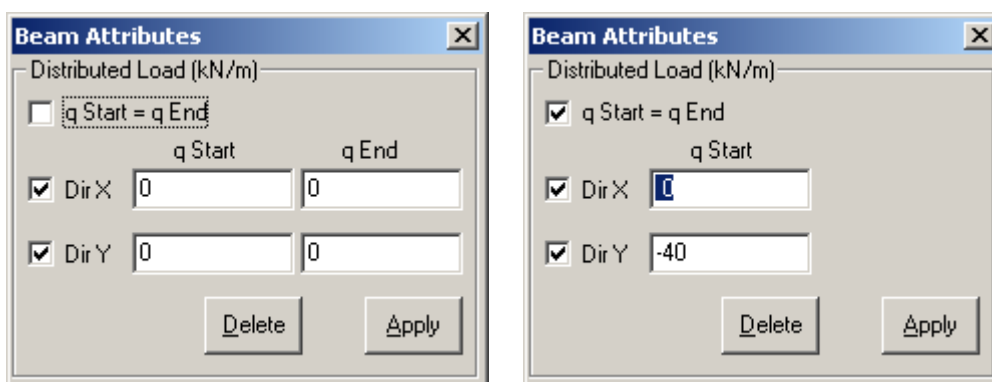 Beam Attributes
Distributed Load (kN/m)
q Start = q End
q Start q End
Dir X 0 0
Dir Y 0 0
Delete Apply
Beam Attributes
Distributed Load (kN/m)
q Start = q End
q Start
Dir X 0
Dir Y -40
Delete Apply